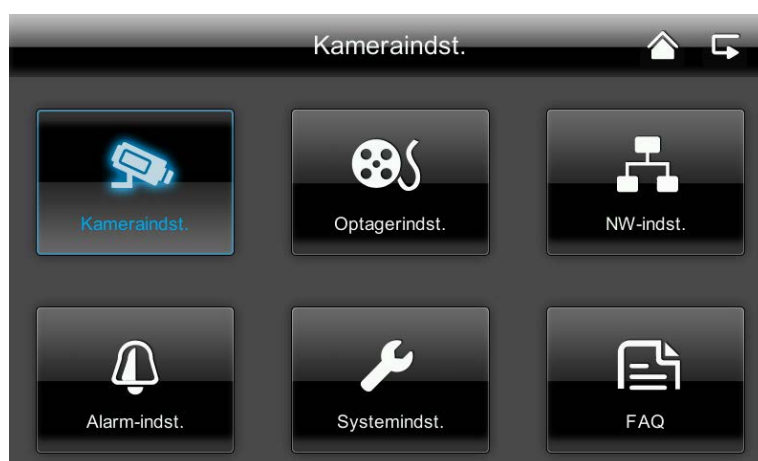 Kameraindst.
Kameraindst.
Optagerindst.
NW-indst.
Alarm-indst.
Systemindst.
FAQ